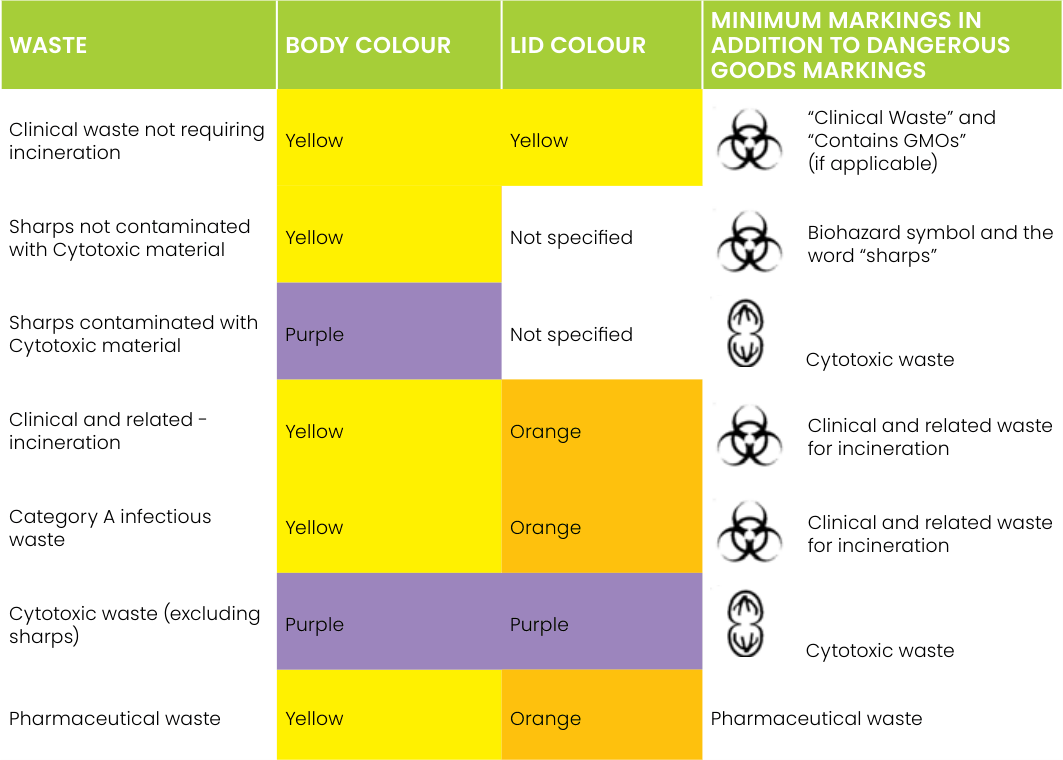 WASTE
BODY COLOUR
LID COLOUR
MINIMUM MARKINGS IN
ADDITION TO DANGEROUS
GOODS MARKINGS
Clinical waste not requiring
incineration
Yellow
Yellow
“Clinical Waste” and
“Contains GMOs”
(if applicable)
Sharps not contaminated
with Cytotoxic material
Yellow
Not specified
Biohazard symbol and the
word “sharps”
Sharps contaminated with
Cytotoxic material
Purple
Not specified
Cytotoxic waste
Clinical and related -
incineration
Yellow
Orange
Clinical and related waste
for incineration
Category A infectious
waste
Yellow
Orange
Clinical and related waste
for incineration
Cytotoxic waste (excluding
sharps)
Purple
Purple
Cytotoxic waste
Pharmaceutical waste
Yellow
Orange
Pharmaceutical waste